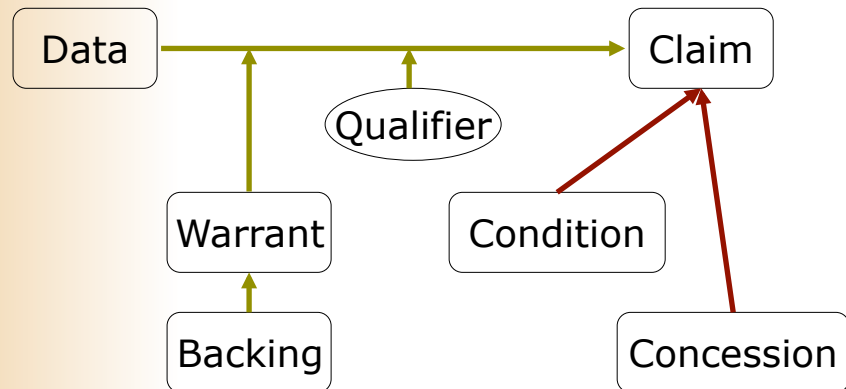 Data
Claim
Qualifier
Warrant
Condition
Backing
Concession